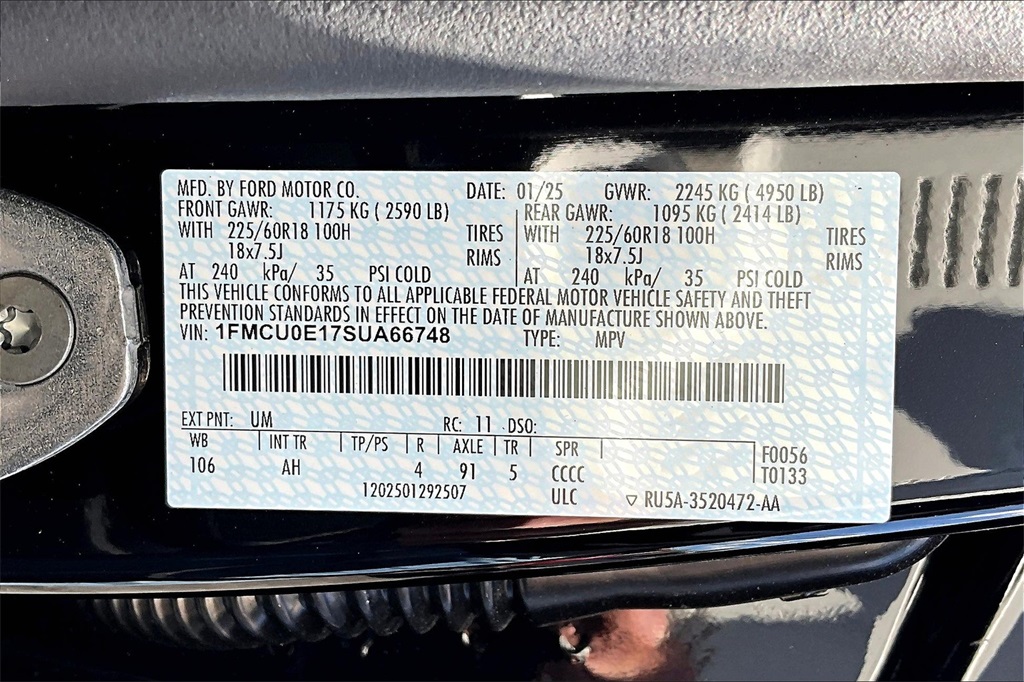 MFD. BY FORD MOTOR CO. DATE: 01/25 GVWR: 2245 KG ( 4950 LB)
FRONT GAWR: 1175 KG ( 2590 LB) REAR GAWR: 1095 KG ( 2414 LB)
WITH 225/60R18 100H TIRES WITH 225/60R18 100H TIRES
18x7.5J RIMS 18x7.5J RIMS
AT 240 kPa/ 35 PSI COLD AT 240 kPa/ 35 PSI COLD
THIS VEHICLE CONFORMS TO ALL APPLICABLE FEDERAL MOTOR VEHICLE SAFETY AND THEFT
PREVENTION STANDARDS IN EFFECT ON THE DATE OF MANUFACTURE SHOWN ABOVE.
VIN: 1FMCU0E17SUA66748 TYPE: MPV
EXT PNT: UM RC: 11 DSO:
WB INT TR TP/PS R AXLE TR SPR F0056
106 AH 4 91 5 CCCC T0133
1202501292507 ULC RU5A-3520472-AA